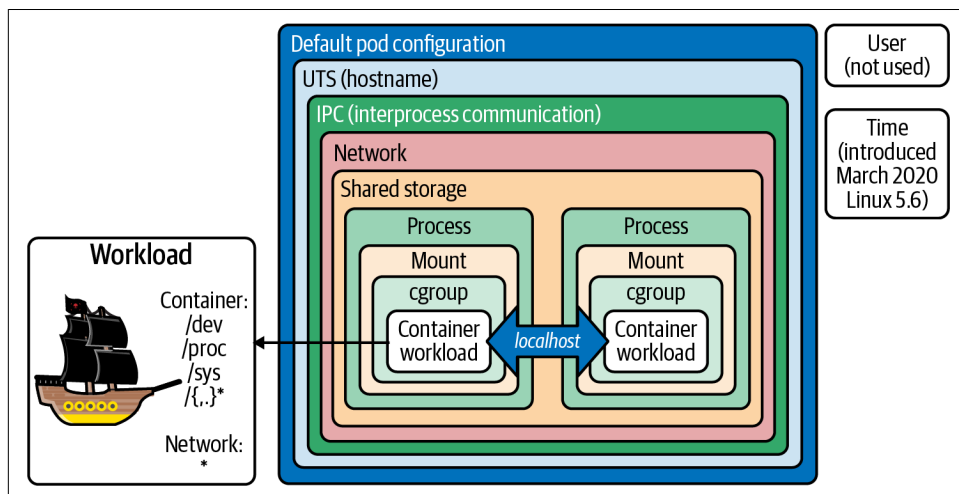 Default pod configuration
UTS (hostname)
IPC (interprocess communication)
Network
Shared storage
Process
Mount
cgroup
Container
workload
localhost
Process
Mount
cgroup
Container
workload
User
(not used)
Time
(introduced
March 2020
Linux 5.6)
Workload
Container:
/dev
/proc
/sys
/{,.}*
Network:
*